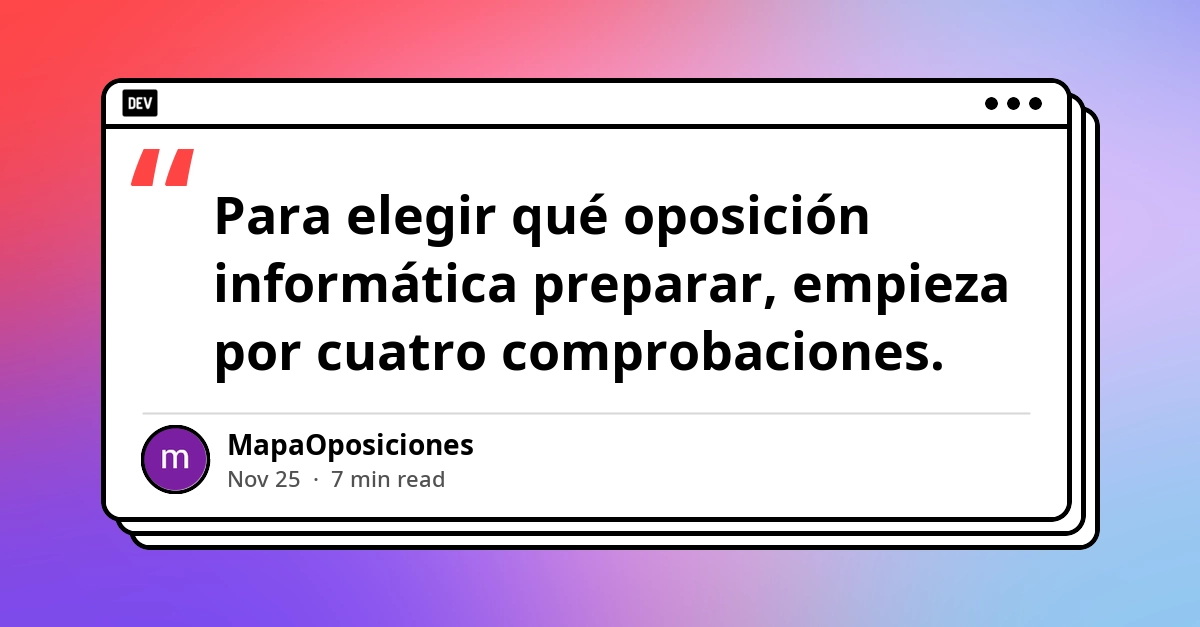 DEV
“
Para elegir qué oposición
informática preparar, empieza
por cuatro comprobaciones.
m
MapaOposiciones
Nov 25 · 7 min read